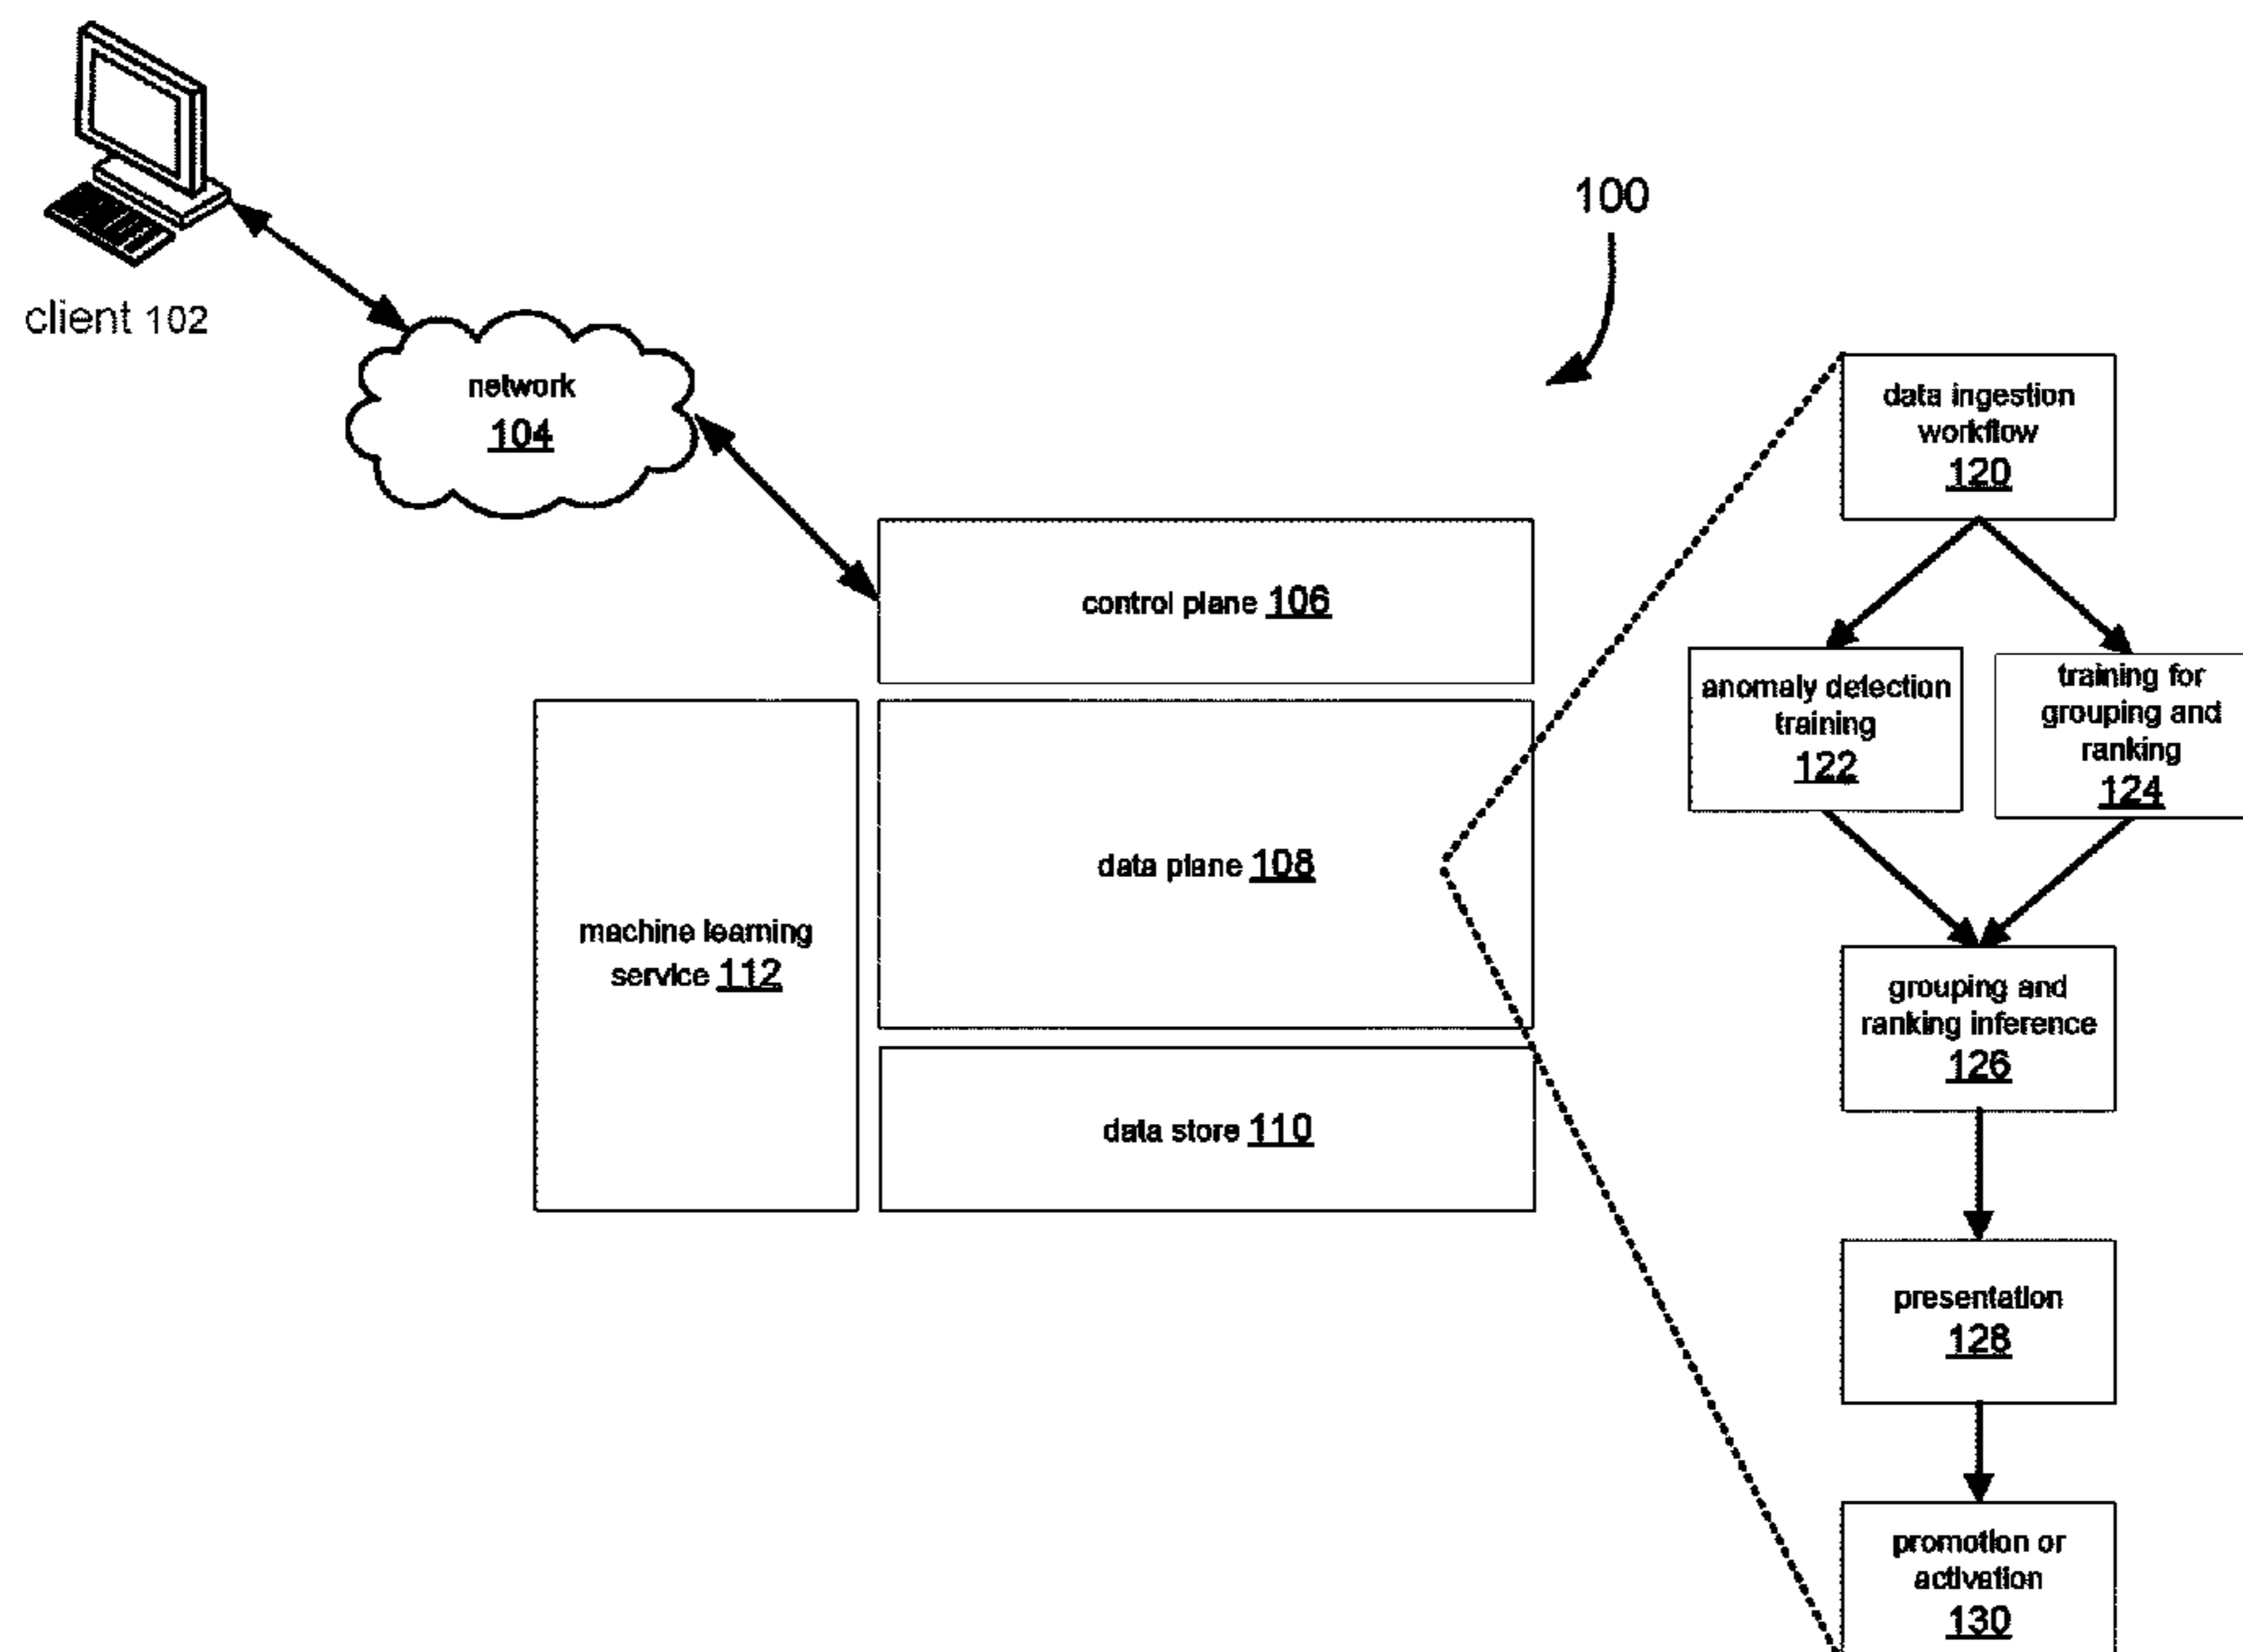 client 102
network
104
100
control plane 106
machine learning
service 112
data plane 108
data store 110
data ingestion
workflow
120
anomaly detection
training
122
training for
grouping and
ranking
124
grouping and
ranking inference
126
presentation
128
promotion or
activation
130